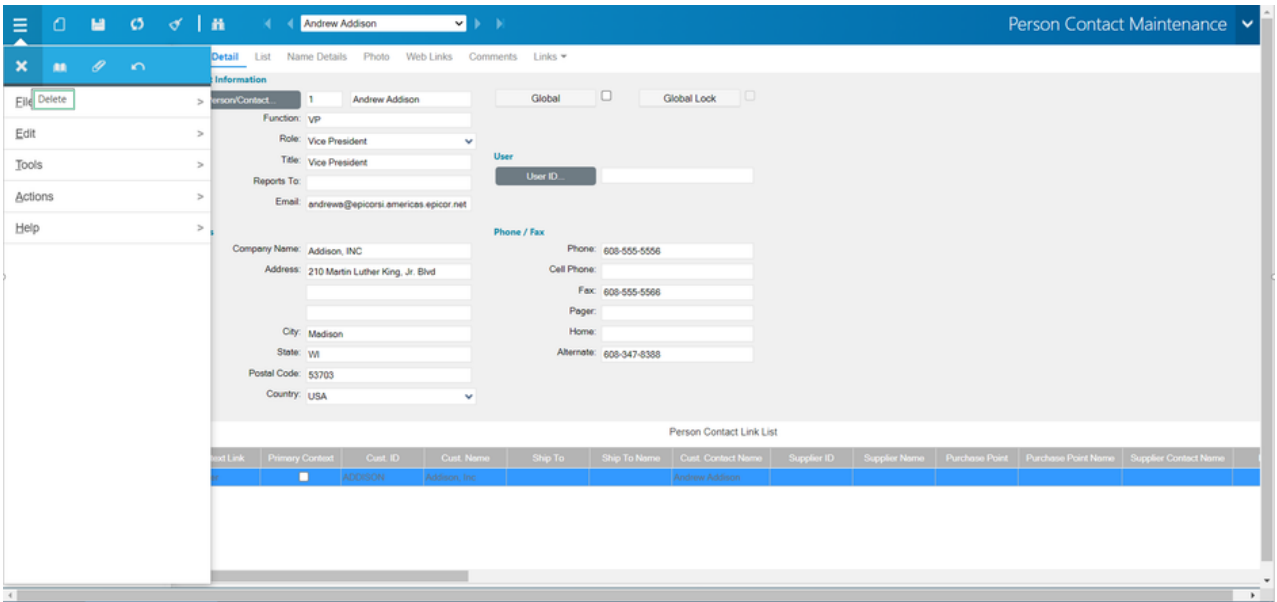 Andrew Addison
Person Contact Maintenance
Detail List Name Details Photo Web Links Comments Links
Information
Person/Contact... 1 Andrew Addison Global Global Lock
File >
Delete
Function: VP
Edit >
Role: Vice President
Title: Vice President
User
Tools >
Reports To: User ID...
Actions >
Email: andrewa@epicorsi.americas.epicor.net
Help >
Phone / Fax
Company Name: Addison, INC Phone: 608-555-5556
Address: 210 Martin Luther King, Jr. Blvd Cell Phone:
Fax: 608-555-5566
Pager:
City: Madison Home:
State: WI Alternate: 608-347-8388
Postal Code: 53703
Country: USA
Person Contact Link List
Link Primary Context Cust. ID Cust. Name Ship To Ship To Name Cust. Contact Name Supplier ID Supplier Name Purchase Point Purchase Point Name Supplier Contact Name
ADDISON Addison, Inc Andrew Addison